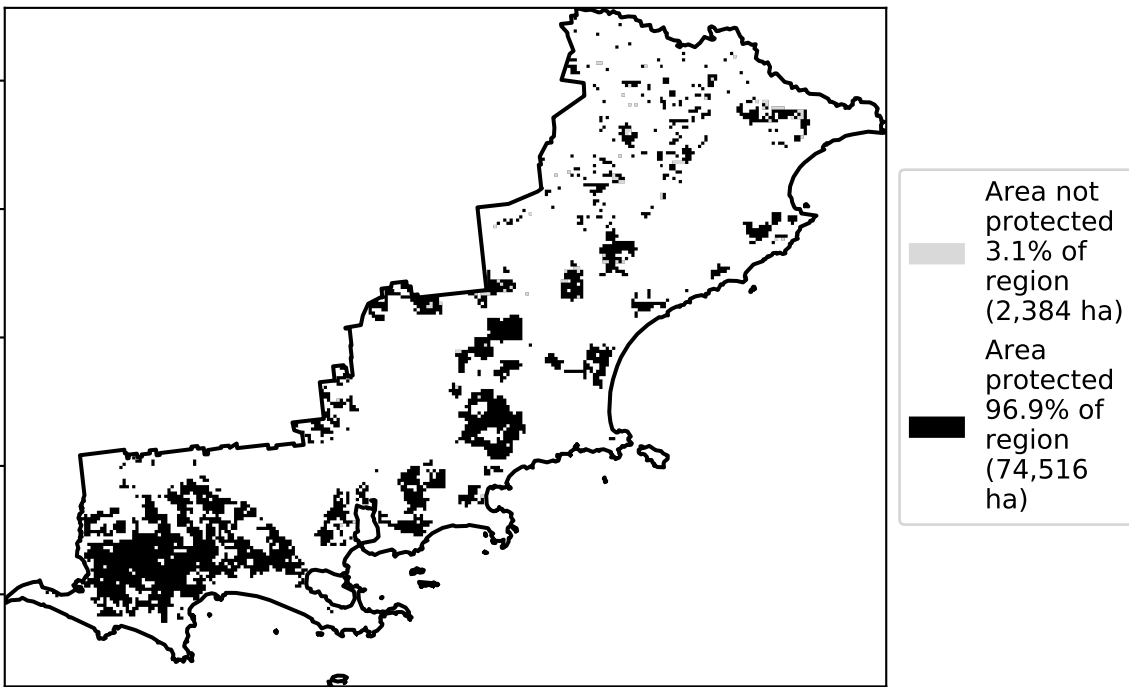 Area not
protected
3.1% of
region
(2,384 ha)
Area
protected
96.9% of
region
(74,516
ha)